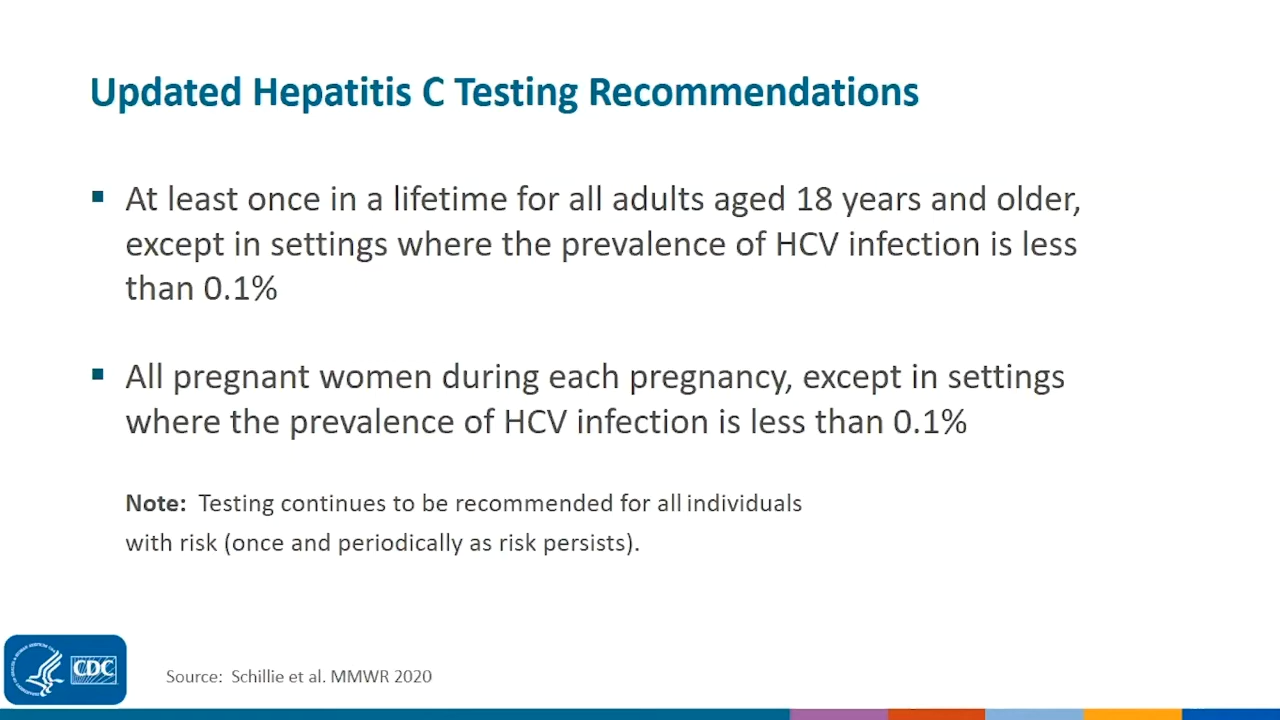 Updated Hepatitis C Testing Recommendations
▪ At least once in a lifetime for all adults aged 18 years and older,
except in settings where the prevalence of HCV infection is less
than 0.1%
▪ All pregnant women during each pregnancy, except in settings
where the prevalence of HCV infection is less than 0.1%
Note: Testing continues to be recommended for all individuals
with risk (once and periodically as risk persists).
CDC
Source: Schillie et al. MMWR 2020